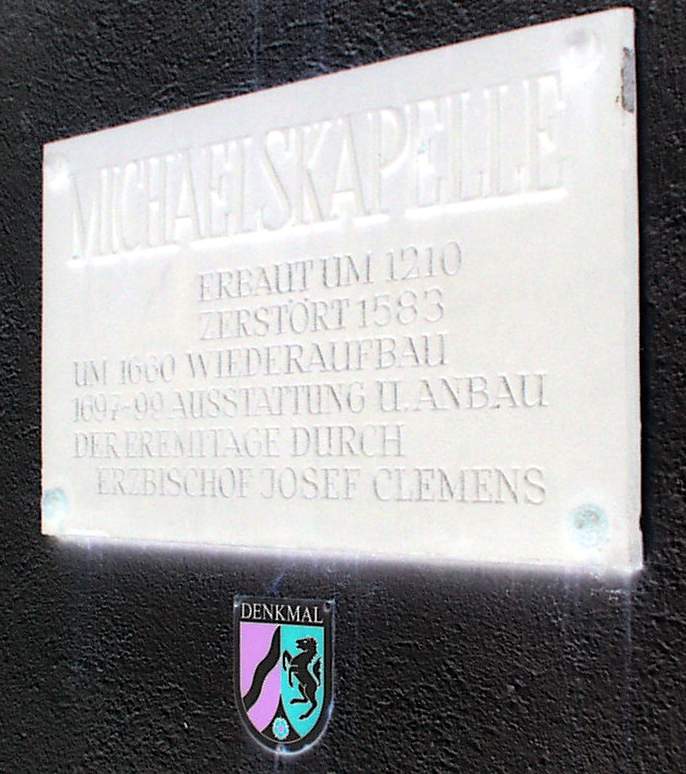 MICHAELSKAPELLE
ERBAUT UM 1210
ZERSTÖRT 1583
UM 1660 WIEDERAUFBAU
1697-99 AUSSTATTUNG U. ANBAU
DER EREMITAGE DURCH
ERZBISCHOF JOSEF CLEMENS
DENKMAL